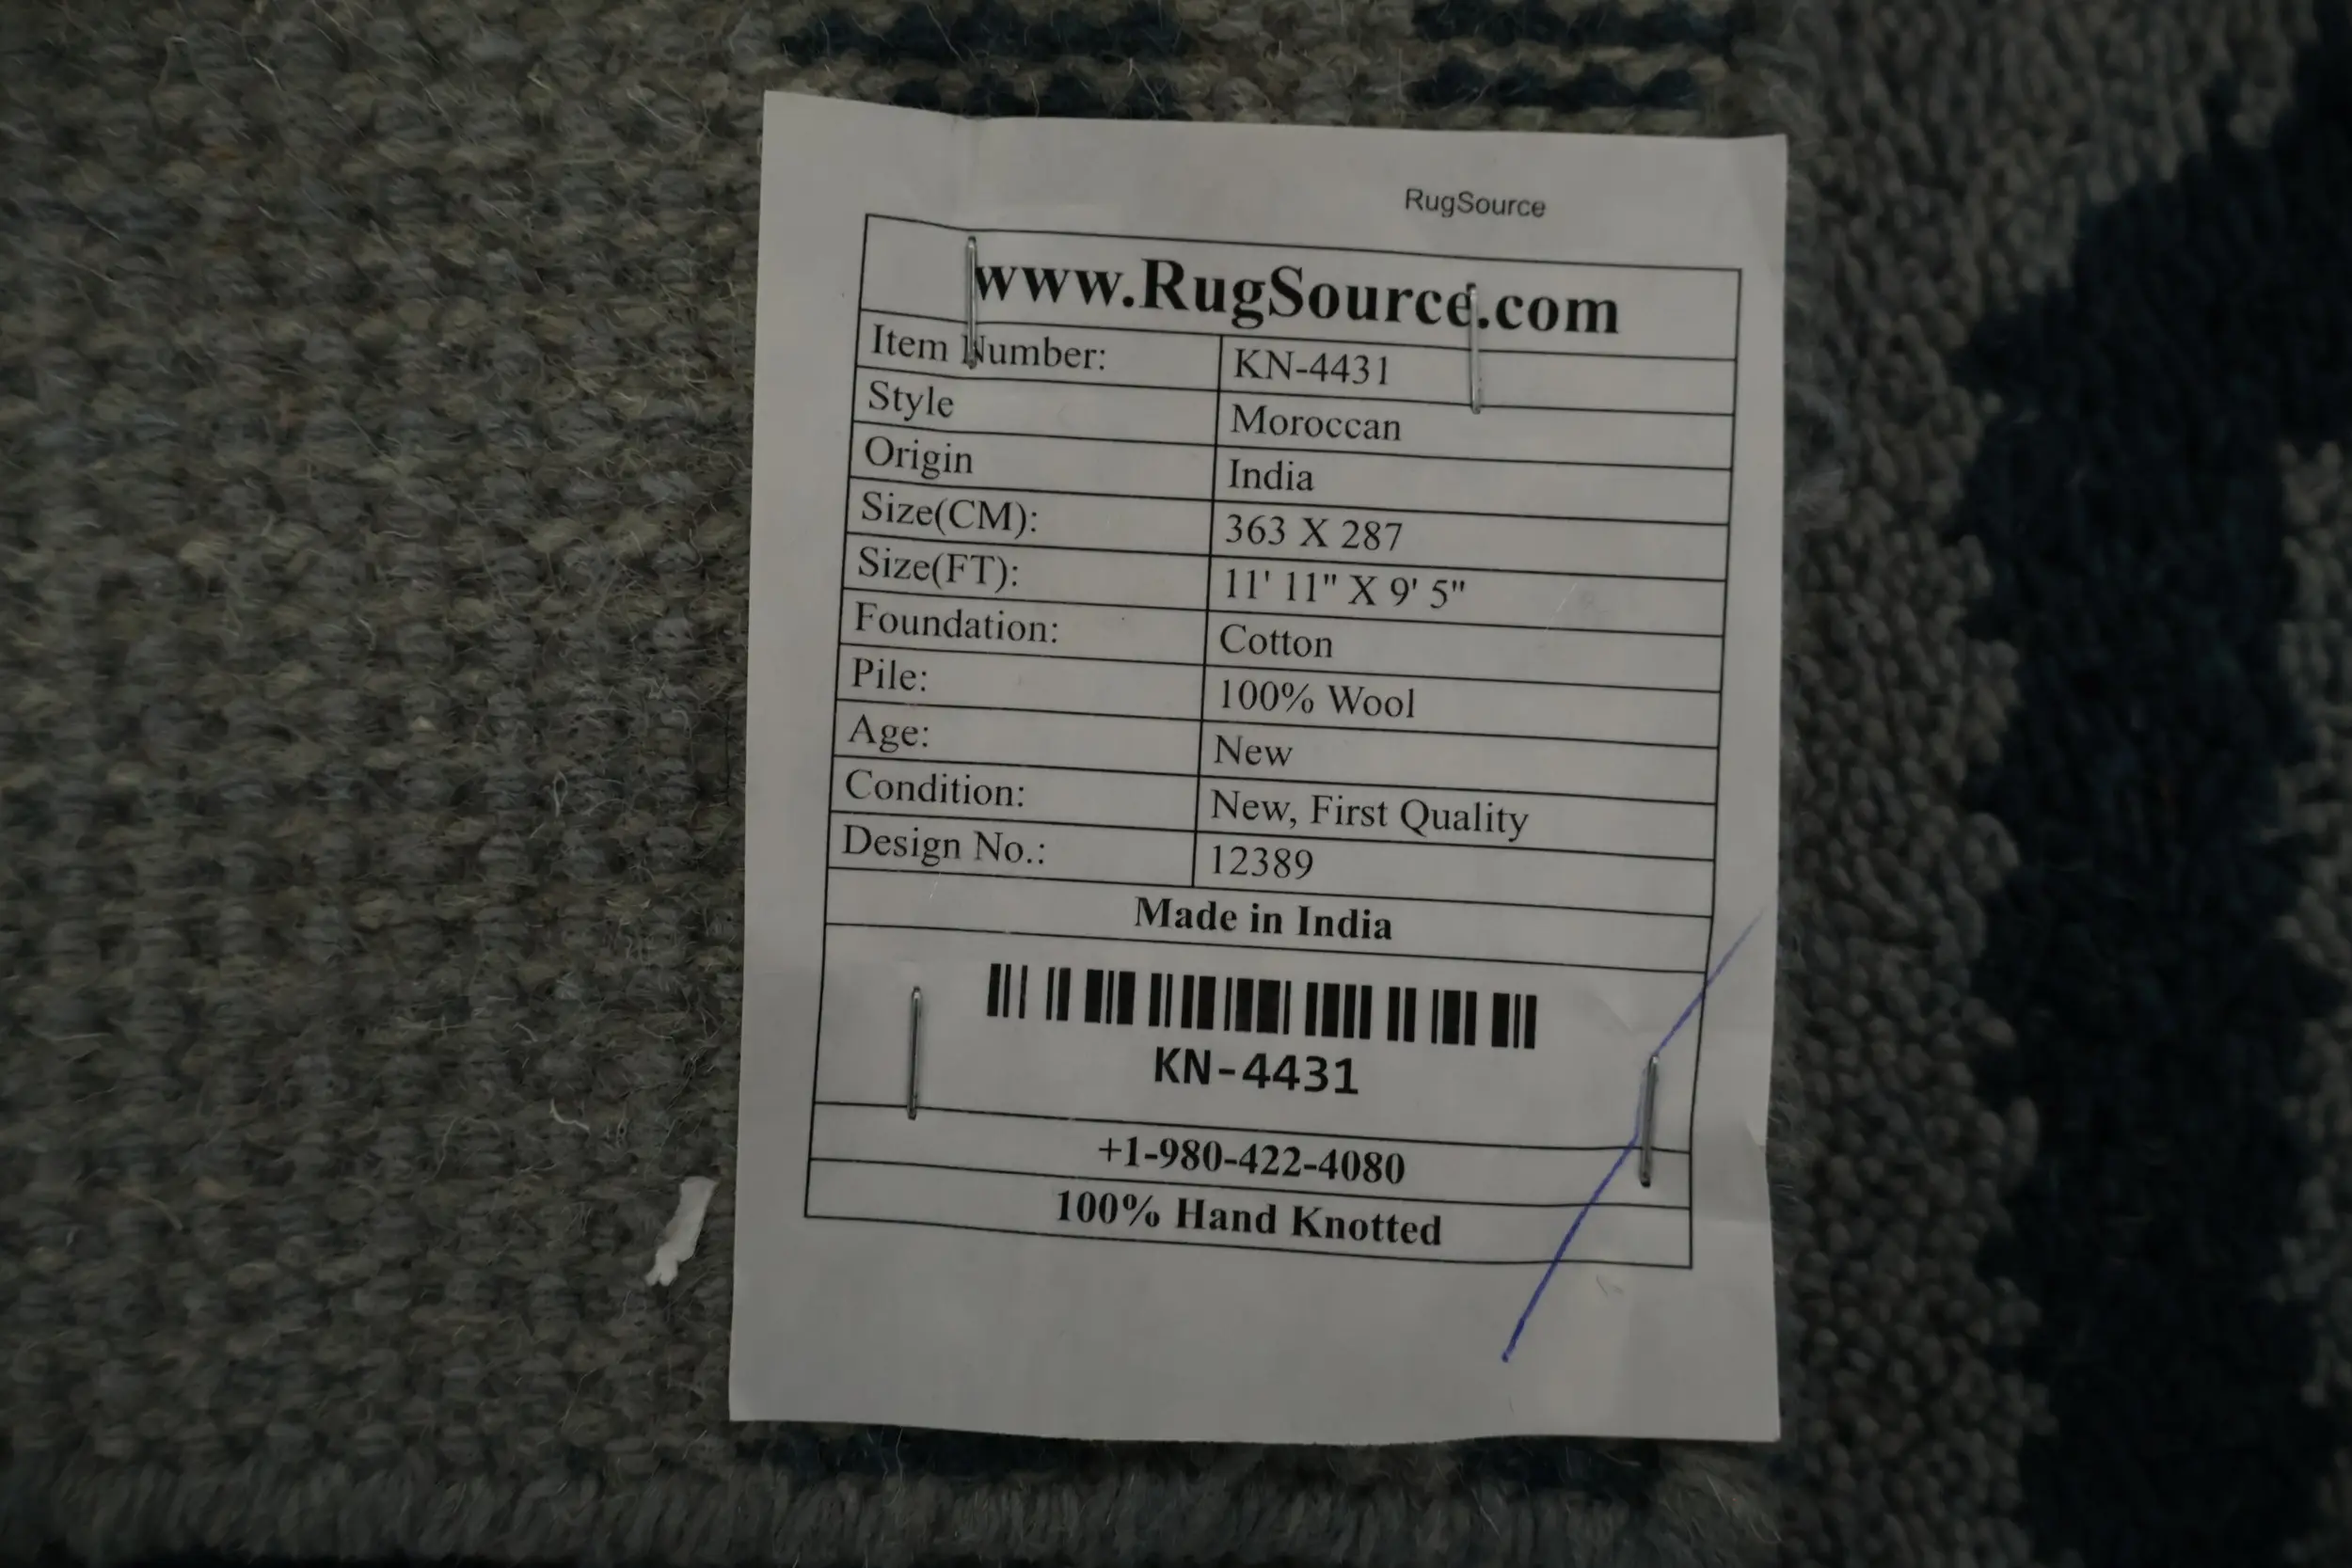 RugSource
www.RugSource.com
Item Number: KN-4431
Style Moroccan
Origin India
Size(CM): 363 X 287
Size(FT): 11' 11" X 9' 5"
Foundation: Cotton
Pile: 100% Wool
Age: New
Condition: New, First Quality
Design No.: 12389
Made in India
KN-4431
+1-980-422-4080
100% Hand Knotted